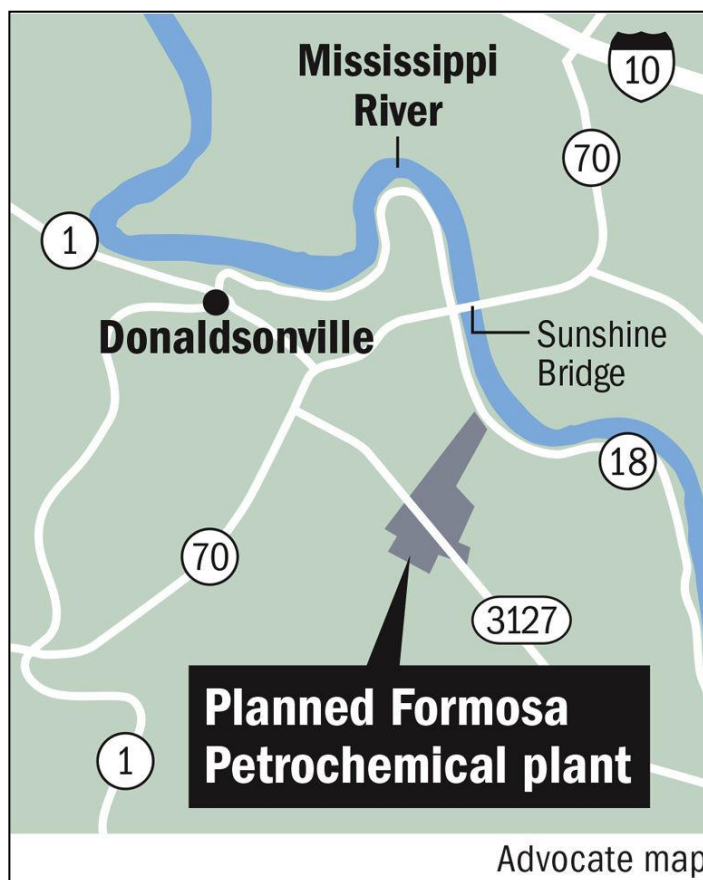 Mississippi
River
10
70
1
Donaldsonville
Sunshine
Bridge
18
70
3127
Planned Formosa
Petrochemical plant
1
Advocate map